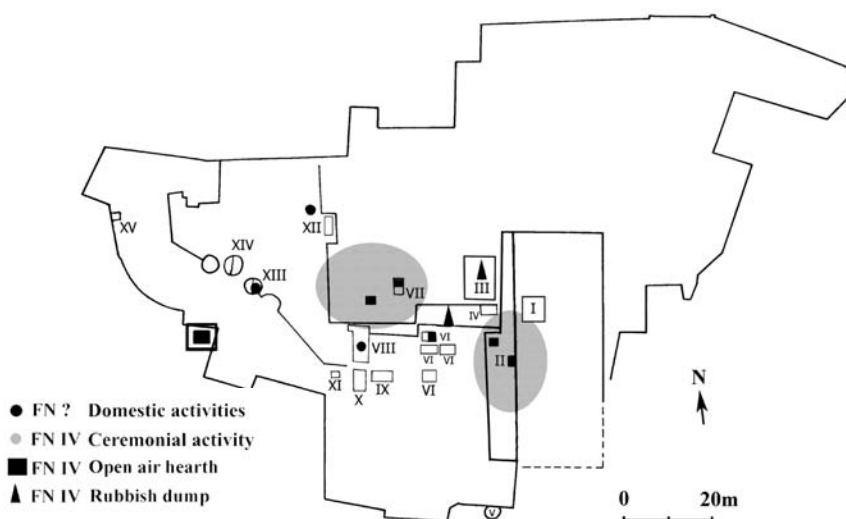 XV
XIV
XII
XIII
VII
III
IV
I
VI
VI
VI
VI
VIII
II
XI
X
IX
V
FN ? Domestic activities
FN IV Ceremonial activity
FN IV Open air hearth
FN IV Rubbish dump
N
0 20m